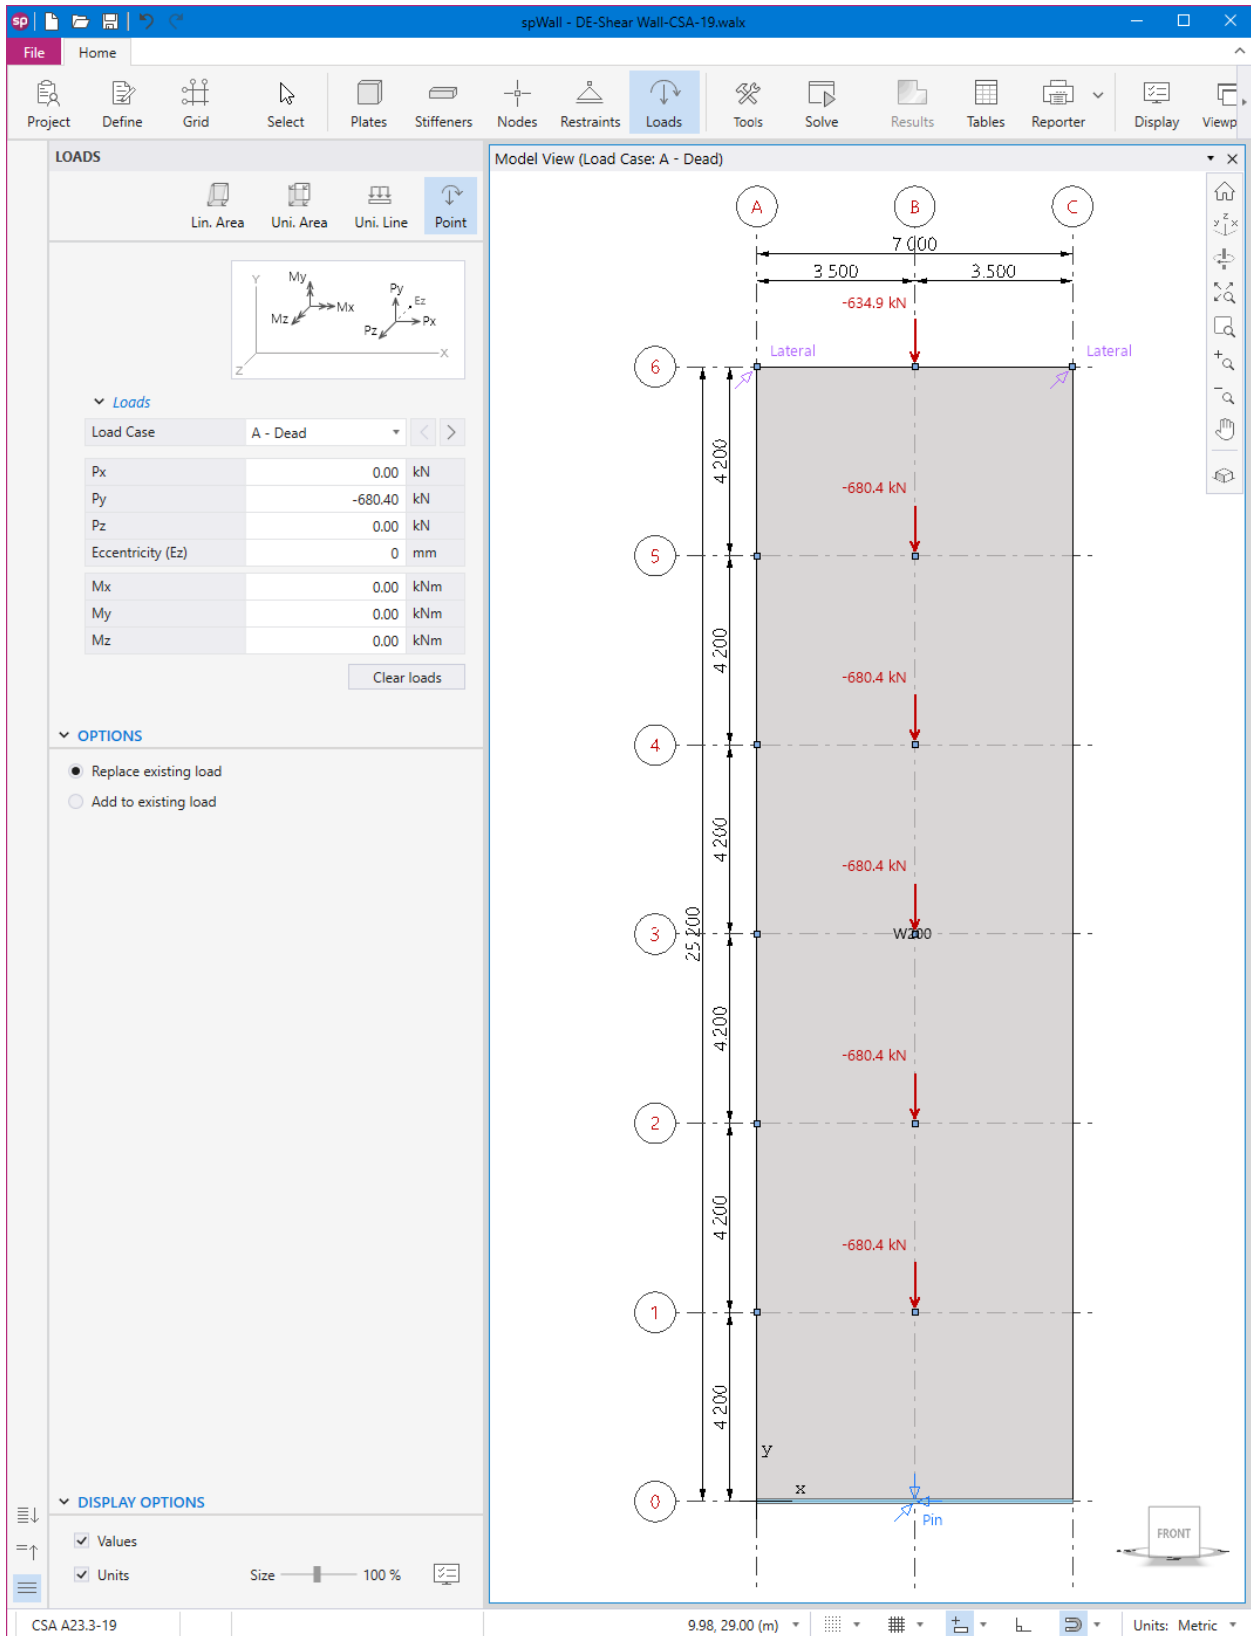 sp
spWall - DE-Shear Wall-CSA-19.walx
File Home
Project Define Grid Select Plates Stiffeners Nodes Restraints Loads Tools Solve Results Tables Reporter Display Viewp
LOADS
Lin. Area Uni. Area Uni. Line Point
Y My Mx Mz Py Ez Px Pz X Z
Loads
Load Case A - Dead
Px 0.00 kN
Py -680.40 kN
Pz 0.00 kN
Eccentricity (Ez) 0 mm
Mx 0.00 kNm
My 0.00 kNm
Mz 0.00 kNm
Clear loads
OPTIONS
Replace existing load
Add to existing load
DISPLAY OPTIONS
Values
Units Size 100 %
Model View (Load Case: A - Dead)
A B C
7 000
3 500 3 500
-634.9 kN
Lateral Lateral
6
4 200
-680.4 kN
5
4 200
-680.4 kN
4
4 200
-680.4 kN
3 25 200 W200
4 200
-680.4 kN
2
4 200
-680.4 kN
1
4 200
y
x
0
Pin
FRONT
y z x
CSA A23.3-19 9.98, 29.00 (m) Units: Metric